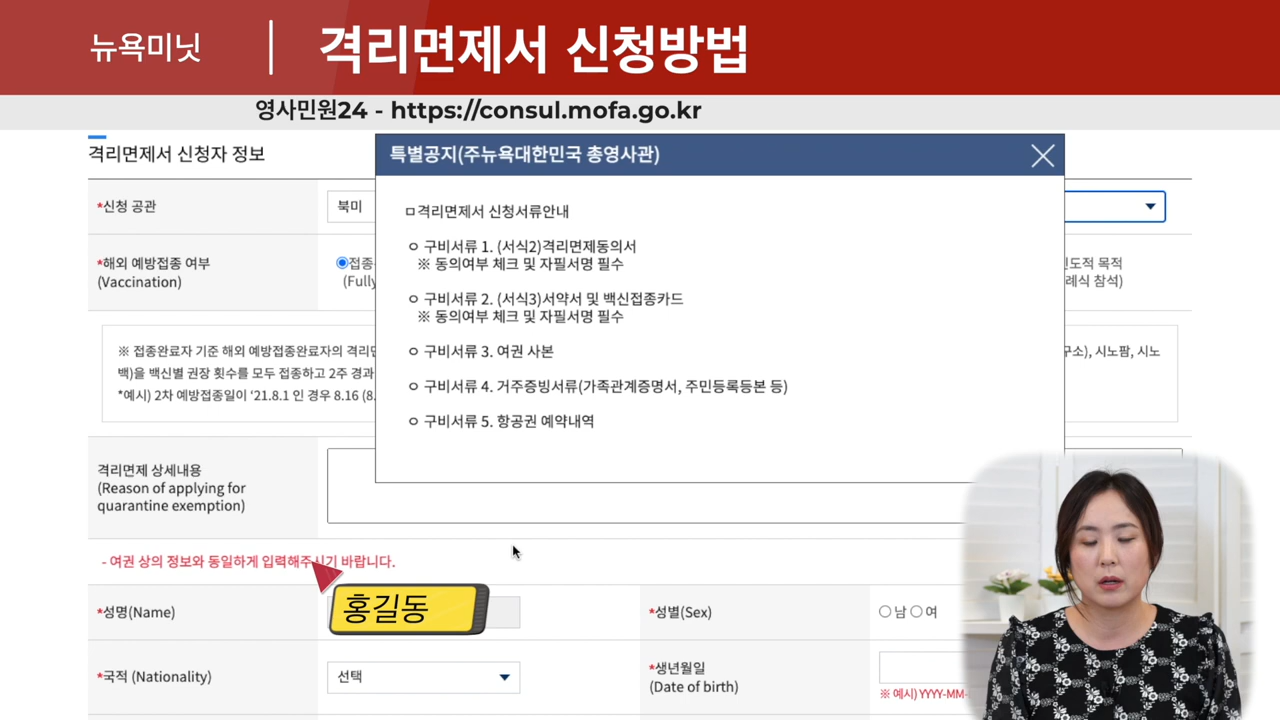 뉴욕미닛
격리면제서 신청방법
영사민원24 - https://consul.mofa.go.kr
격리면제서 신청자 정보
특별공지(주뉴욕대한민국 총영사관)
*신청 공관
북미
ㅁ격리면제서 신청서류안내
ㅇ 구비서류 1. (서식2)격리면제동의서
※ 동의여부 체크 및 자필서명 필수
ㅇ 구비서류 2. (서식3)서약서 및 백신접종카드
※ 동의여부 체크 및 자필서명 필수
ㅇ 구비서류 3. 여권 사본
ㅇ 구비서류 4. 거주증빙서류(가족관계증명서, 주민등록등본 등)
ㅇ 구비서류 5. 항공권 예약내역
*해외 예방접종 여부
(Vaccination)
접종
(Fully
도적 목적
례식 참석)
※ 접종완료자 기준 해외 예방접종완료자의 격리
구소), 시노팜, 시노
백)을 백신별 권장 횟수를 모두 접종하고 2주 경과
*예시) 2차 예방접종일이 ‘21.8.1 인 경우 8.16 (8.
격리면제 상세내용
(Reason of applying for
quarantine exemption)
- 여권 상의 정보와 동일하게 입력해주시기 바랍니다.
*성명(Name)
홍길동
*성별(Sex)
남 여
*국적 (Nationality)
선택
*생년월일
(Date of birth)
※ 예시) YYYY-MM-